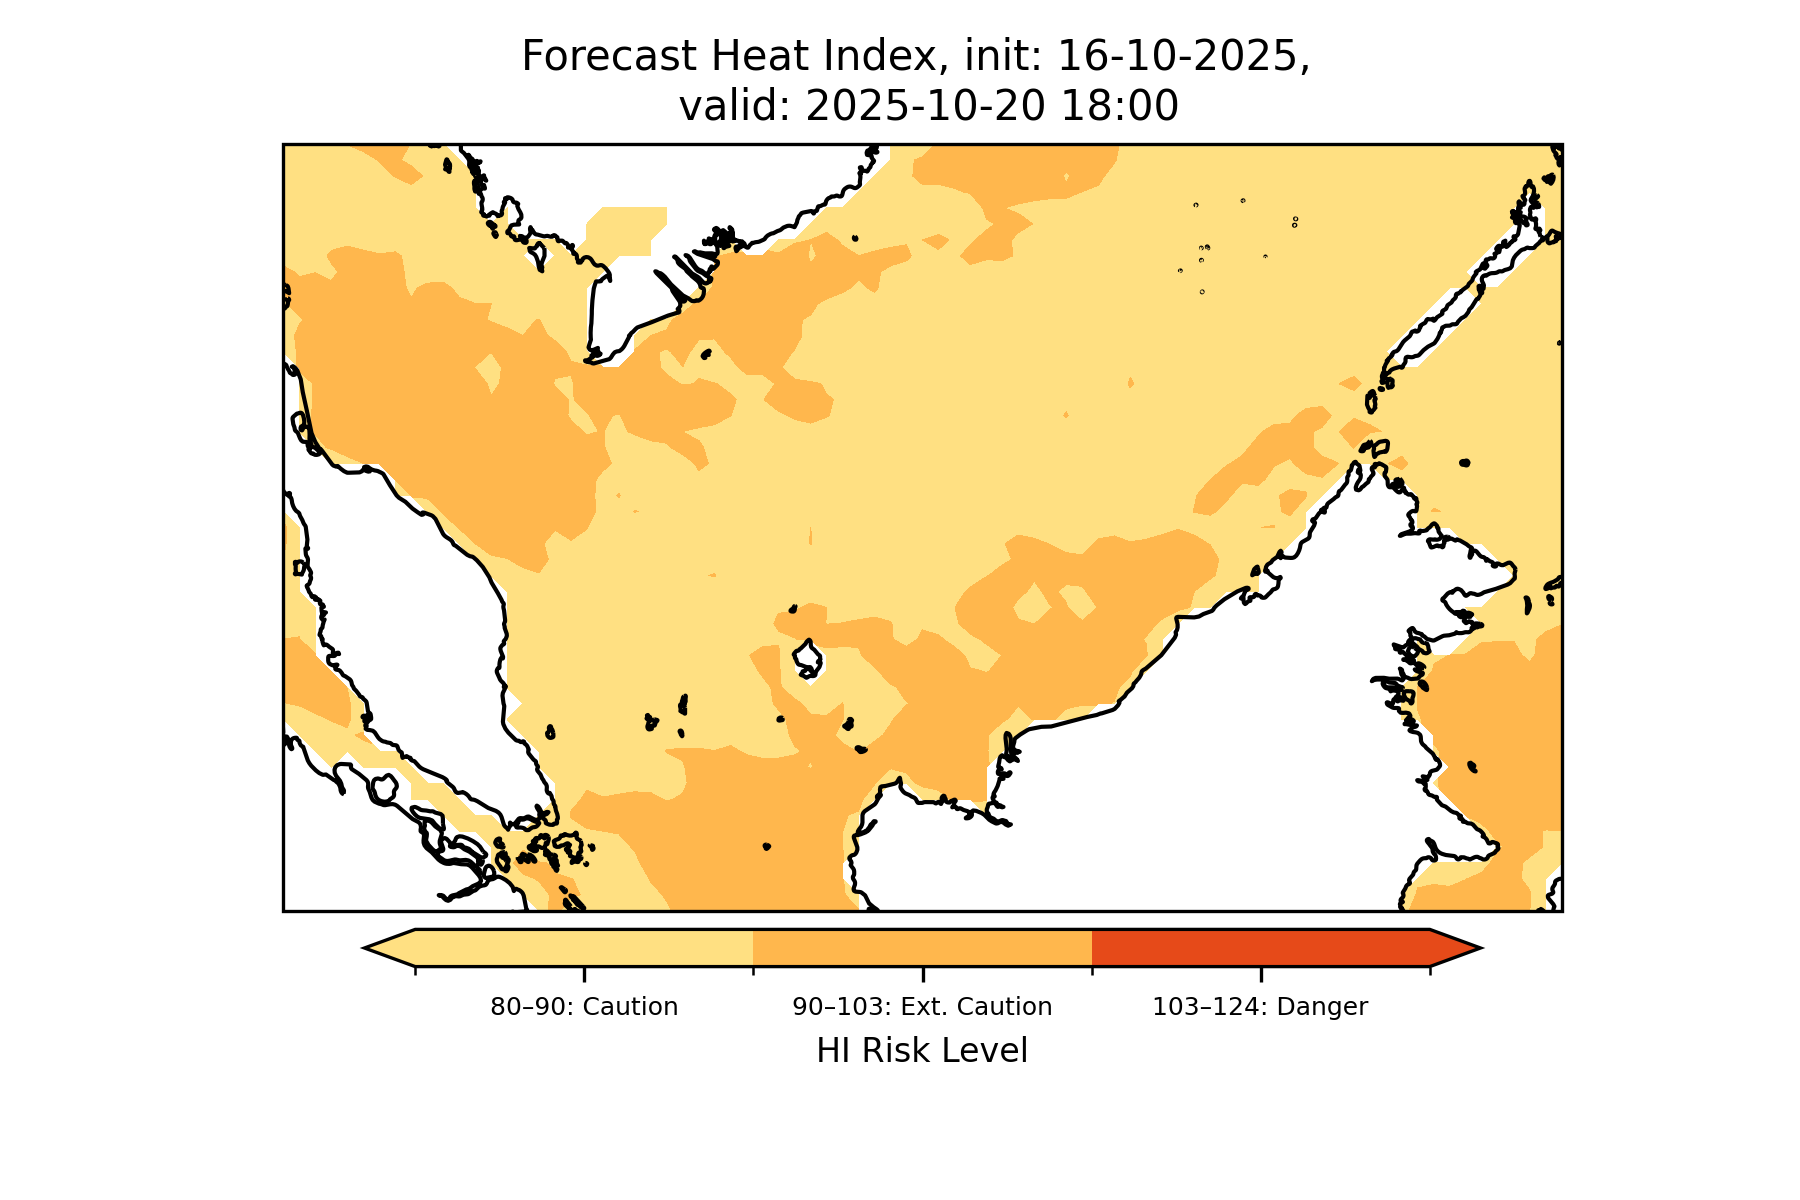 Forecast Heat Index, init: 16-10-2025,
valid: 2025-10-20 18:00
80–90: Caution
90–103: Ext. Caution
103–124: Danger
HI Risk Level